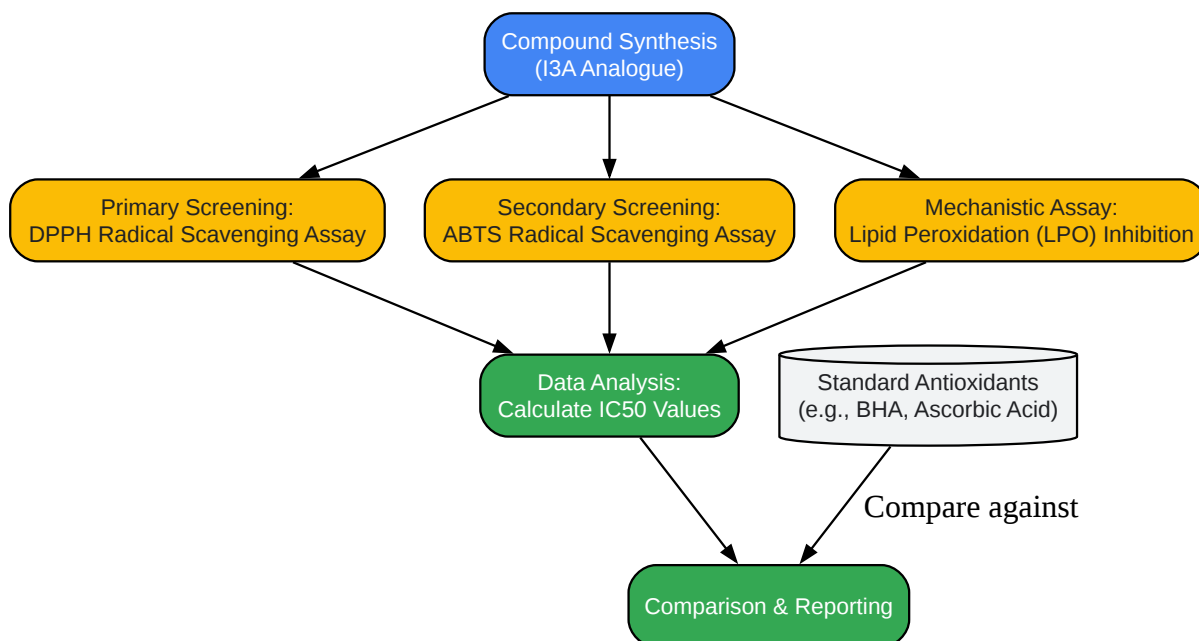 Compound Synthesis
(I3A Analogue)
Primary Screening:
DPPH Radical Scavenging Assay
Secondary Screening:
ABTS Radical Scavenging Assay
Mechanistic Assay:
Lipid Peroxidation (LPO) Inhibition
Data Analysis:
Calculate IC50 Values
Standard Antioxidants
(e.g., BHA, Ascorbic Acid)
Compare against
Comparison & Reporting